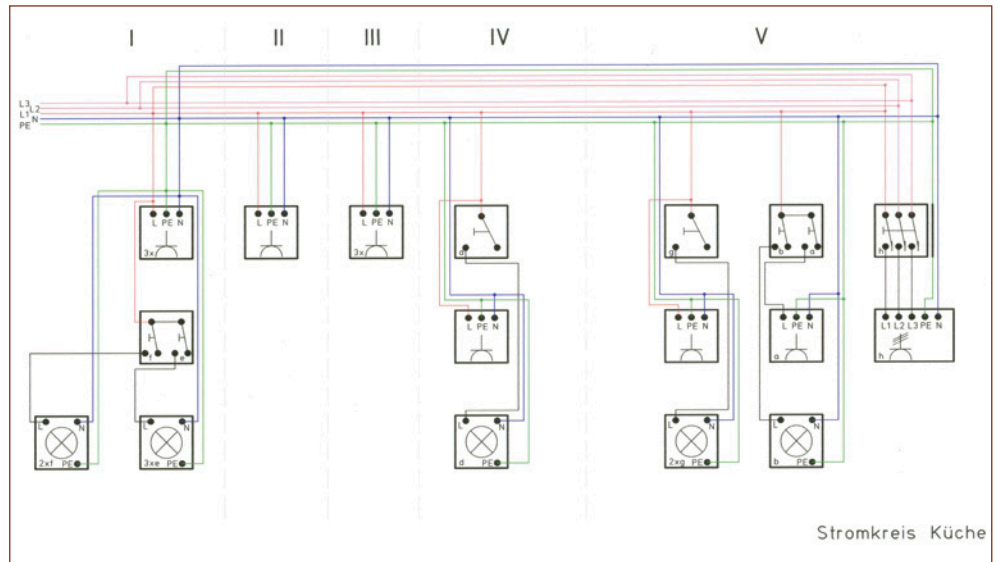 I II III IV V
L3
L2
L1
N
PE
L PE N
3x
L PE N
L PE N
3x
d
g
b a
h
L PE N
L PE N
L PE N
a
L1 L2 L3 PE N
h
f e
L N
2xf PE
L N
3xe PE
L N
d PE
L N
2xg PE
L N
b PE
Stromkreis Küche